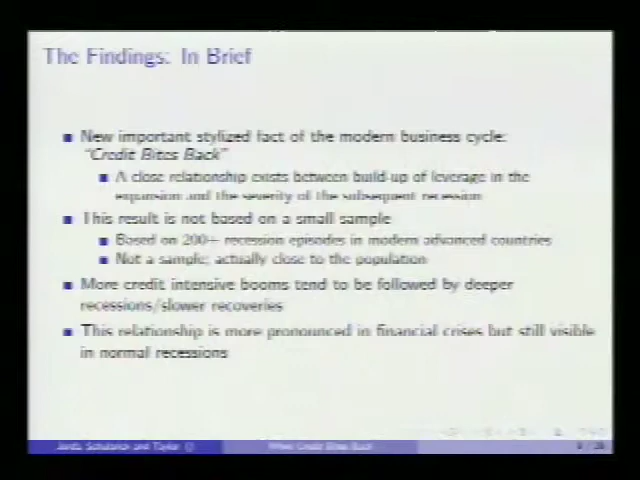 The Findings: In Brief
New important stylized fact of the modern business cycle:
"Credit Bites Back"
A close relationship exists between build-up of leverage in the
expansion and the severity of the subsequent recession
This result is not based on a small sample
Based on 200+ recession episodes in modern advanced countries
Not a sample; actually close to the population
More credit intensive booms tend to be followed by deeper
recessions/slower recoveries
This relationship is more pronounced in financial crises but still visible
in normal recessions
Jordà, Schularick and Taylor ()
When Credit Bites Back